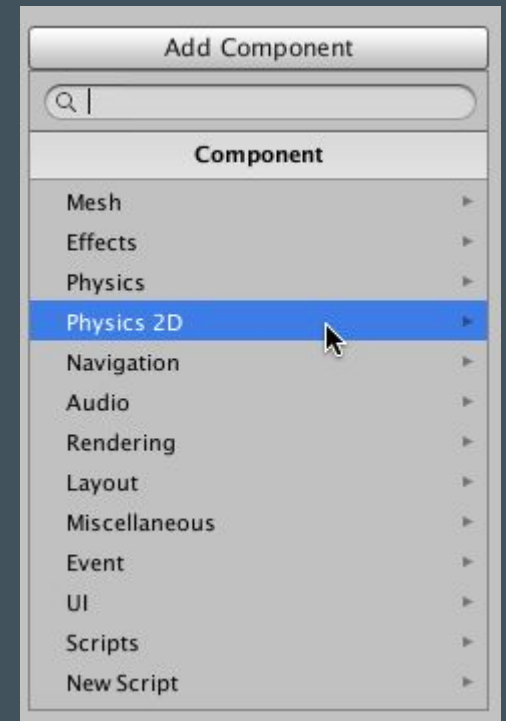 Add Component
Component
Mesh
Effects
Physics
Physics 2D
Navigation
Audio
Rendering
Layout
Miscellaneous
Event
UI
Scripts
New Script